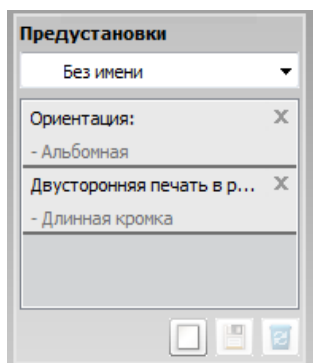 Предустановки
Без имени
Ориентация:
- Альбомная
Двусторонняя печать в р...
- Длинная кромка